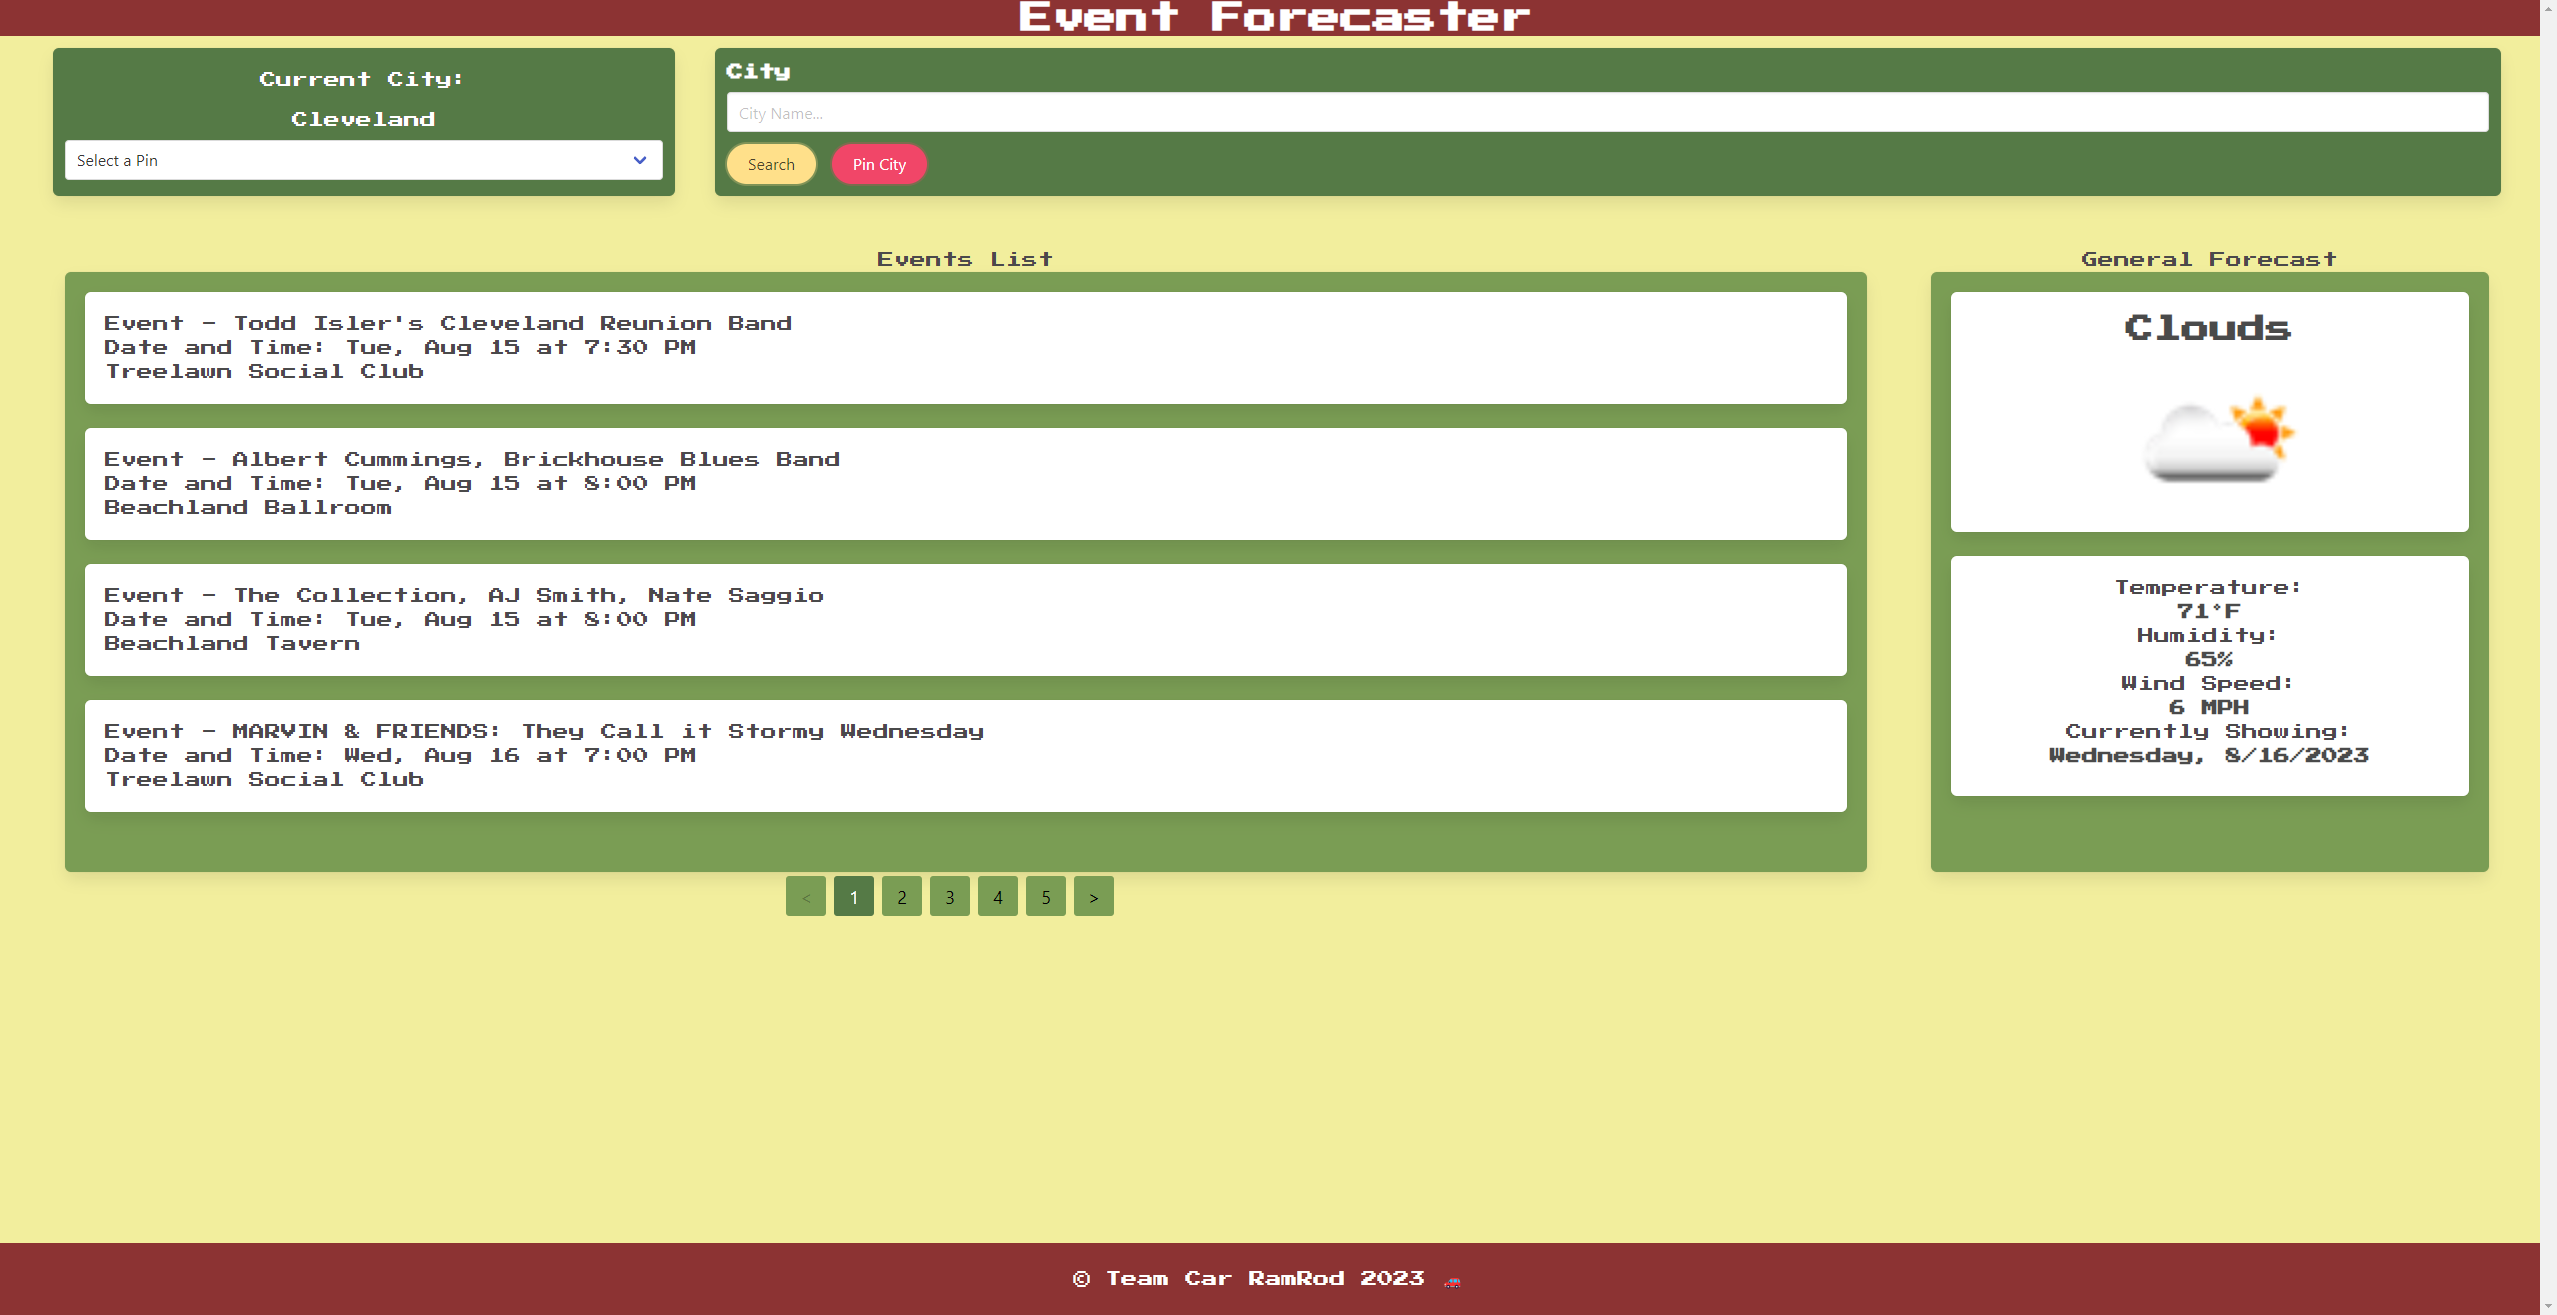 Event Forecaster
Current City:
Cleveland
Select a Pin
City
City Name...
Search
Pin City
Events List
Event - Todd Isler's Cleveland Reunion Band
Date and Time: Tue, Aug 15 at 7:30 PM
Treelawn Social Club
Event - Albert Cummings, Brickhouse Blues Band
Date and Time: Tue, Aug 15 at 8:00 PM
Beachland Ballroom
Event - The Collection, AJ Smith, Nate Saggio
Date and Time: Tue, Aug 15 at 8:00 PM
Beachland Tavern
Event - MARVIN & FRIENDS: They Call it Stormy Wednesday
Date and Time: Wed, Aug 16 at 7:00 PM
Treelawn Social Club
< 1 2 3 4 5 >
General Forecast
Clouds
Temperature:
71°F
Humidity:
65%
Wind Speed:
6 MPH
Currently Showing:
Wednesday, 8/16/2023
© Team Car RamRod 2023 🚗